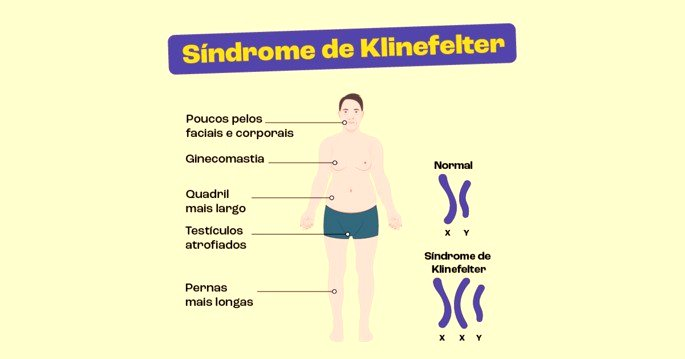 Síndrome de Klinefelter
Poucos pelos
faciais e corporais
Ginecomastia
Quadril
mais largo
Testículos
atrofiados
Pernas
mais longas
Normal
X Y
Síndrome de
Klinefelter
X X Y